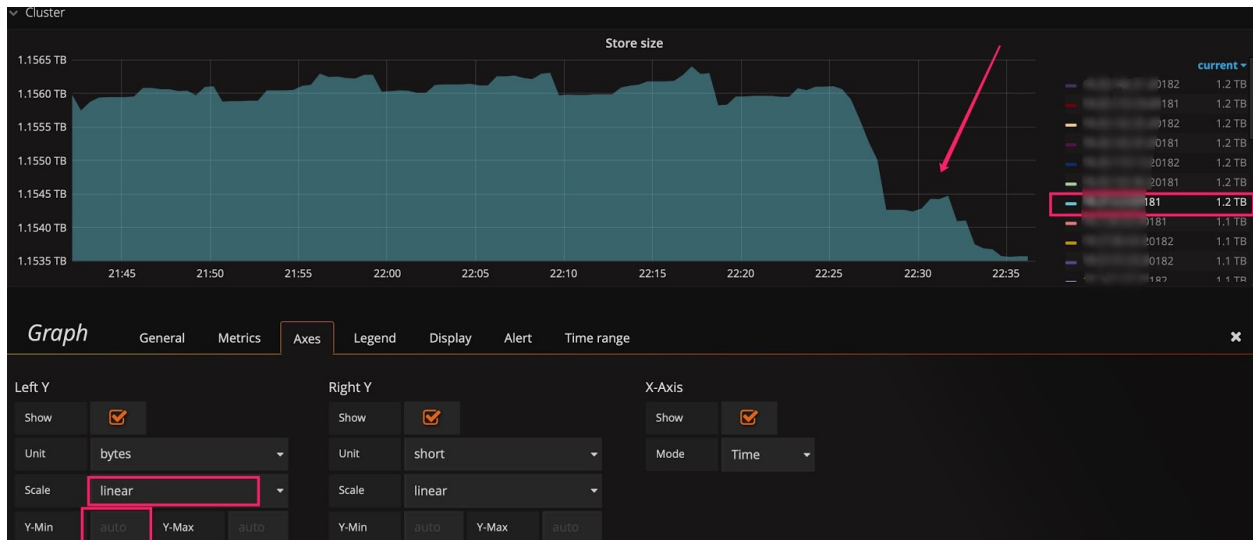 Cluster
Store size
1.1565 TB
1.1560 TB
1.1555 TB
1.1550 TB
1.1545 TB
1.1540 TB
1.1535 TB
21:45 21:50 21:55 22:00 22:05 22:10 22:15 22:20 22:25 22:30 22:35
current
0182 1.2 TB
181 1.2 TB
0182 1.2 TB
0181 1.2 TB
20182 1.2 TB
20181 1.2 TB
181 1.2 TB
0181 1.1 TB
20182 1.1 TB
0182 1.1 TB
182 1.1 TB
Graph General Metrics Axes Legend Display Alert Time range
Left Y Right Y X-Axis
Show Show Show
Unit bytes Unit short Mode Time
Scale linear Scale linear
Y-Min auto Y-Max auto Y-Min auto Y-Max auto